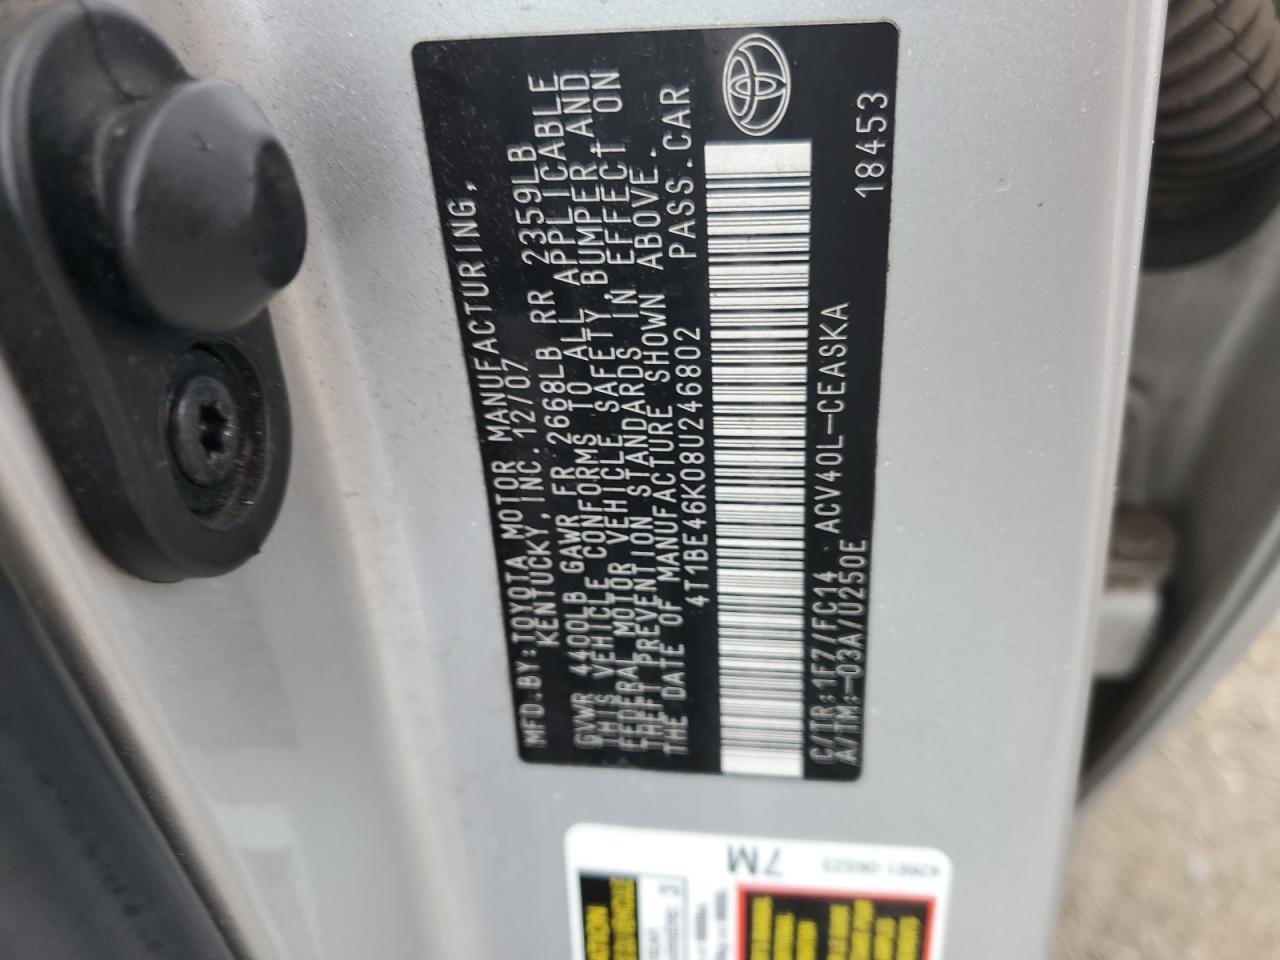 MFD.BY:TOYOTA MOTOR MANUFACTURING,
KENTUCKY,INC. 12/07
GVWR 4400LB GAWR FR 2668LB RR 2359LB
THIS VEHICLE CONFORMS TO ALL APPLICABLE
FEDERAL MOTOR VEHICLE SAFETY, BUMPER, AND
THEFT PREVENTION STANDARDS IN EFFECT ON
THE DATE OF MANUFACTURE SHOWN ABOVE.
4T1BE46K08U246802 PASS.CAR
C/TR:1F7/FC14 ACV40L-CEASKA
A/TM:-03A/U250E 18453
7M